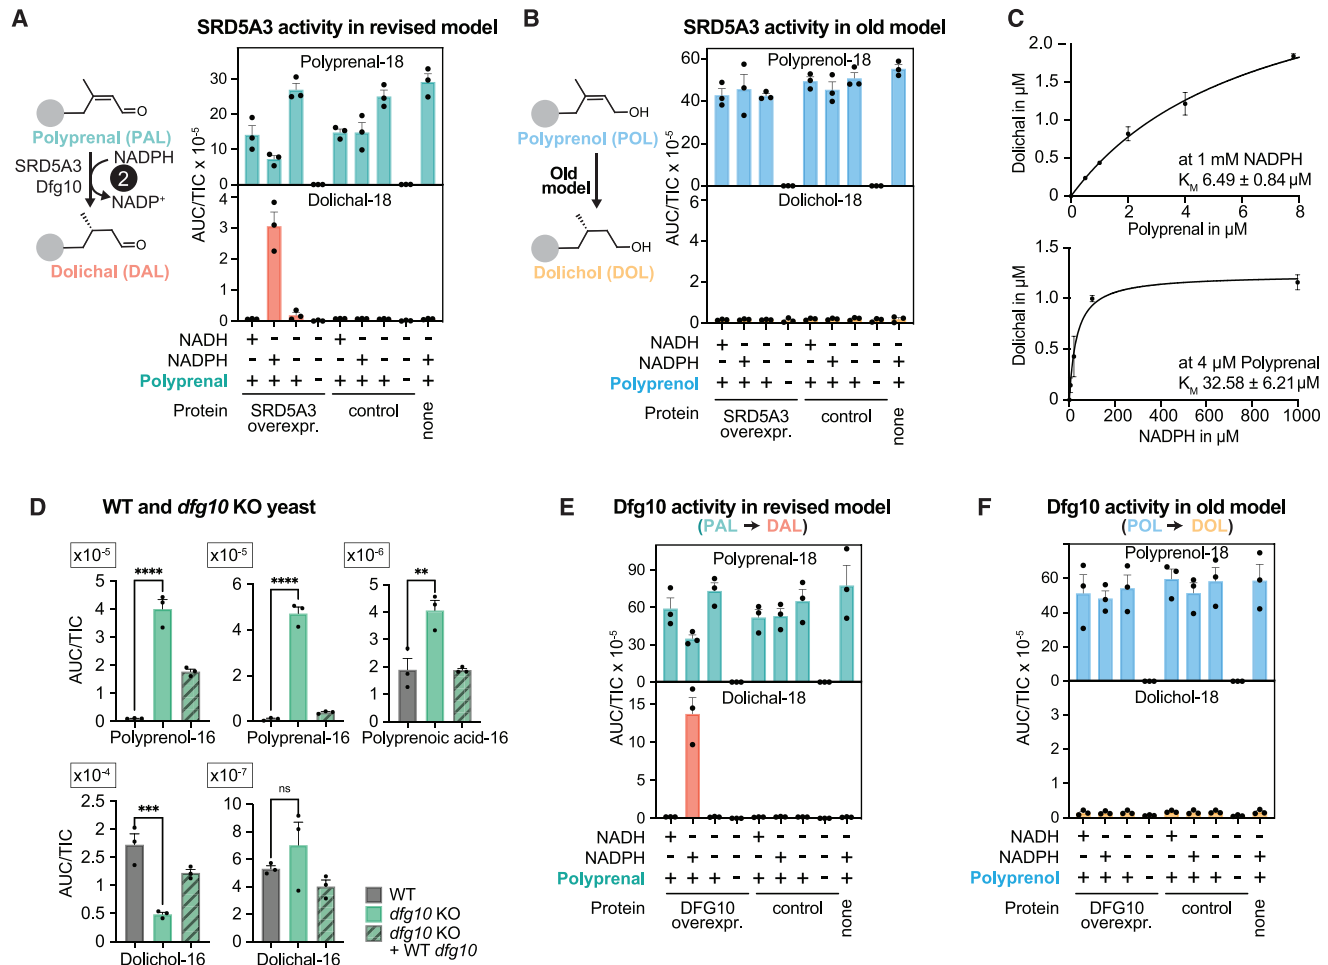 A
SRD5A3 activity in revised model
O
Polyprenal (PAL)
SRD5A3
Dfg10
NADPH
2
NADP+
O
Dolichal (DAL)
AUC/TIC x 10-5
Polyprenal-18
30
20
10
0
Dolichal-18
4
3
2
1
0
NADH + - - - + - - - -
NADPH - + - - - + - - +
Polyprenal + + + - + + + - +
Protein
SRD5A3
overexpr.
control
none
B
SRD5A3 activity in old model
OH
Polyprenol (POL)
Old
model
OH
Dolichol (DOL)
AUC/TIC x 10-5
Polyprenol-18
60
40
20
0
Dolichol-18
6
4
2
0
NADH + - - - + - - - -
NADPH - + - - - + - - +
Polyprenol + + + - + + + - +
Protein
SRD5A3
overexpr.
control
none
C
Dolichal in µM
2.0
1.5
1.0
0.5
0
at 1 mM NADPH
KM 6.49 ± 0.84 µM
0 2 4 6 8
Polyprenal in µM
Dolichal in µM
1.5
1.0
0.5
0
at 4 µM Polyprenal
KM 32.58 ± 6.21 µM
0 200 400 600 800 1000
NADPH in µM
D
WT and dfg10 KO yeast
x10-5
AUC/TIC
5
4
3
2
1
0
****
Polyprenol-16
x10-5
6
4
2
0
****
Polyprenal-16
x10-6
5
4
3
2
1
0
**
Polyprenoic acid-16
x10-4
AUC/TIC
2.5
2
2.5
1
0.5
0
***
Dolichol-16
x10-7
10
8
6
4
2
0
ns
Dolichal-16
WT
dfg10 KO
dfg10 KO
+ WT dfg10
E
Dfg10 activity in revised model
(PAL → DAL)
AUC/TIC x 10-5
Polyprenal-18
90
60
30
0
Dolichal-18
15
10
5
0
NADH + - - - + - - - -
NADPH - + - - - + - - +
Polyprenal + + + - + + + - +
Protein
DFG10
overexpr.
control
none
F
Dfg10 activity in old model
(POL → DOL)
AUC/TIC x 10-5
Polyprenol-18
60
40
20
0
Dolichol-18
3
2
1
0
NADH + - - - + - - - -
NADPH - + - - - + - - +
Polyprenol + + + - + + + - +
Protein
DFG10
overexpr.
control
none